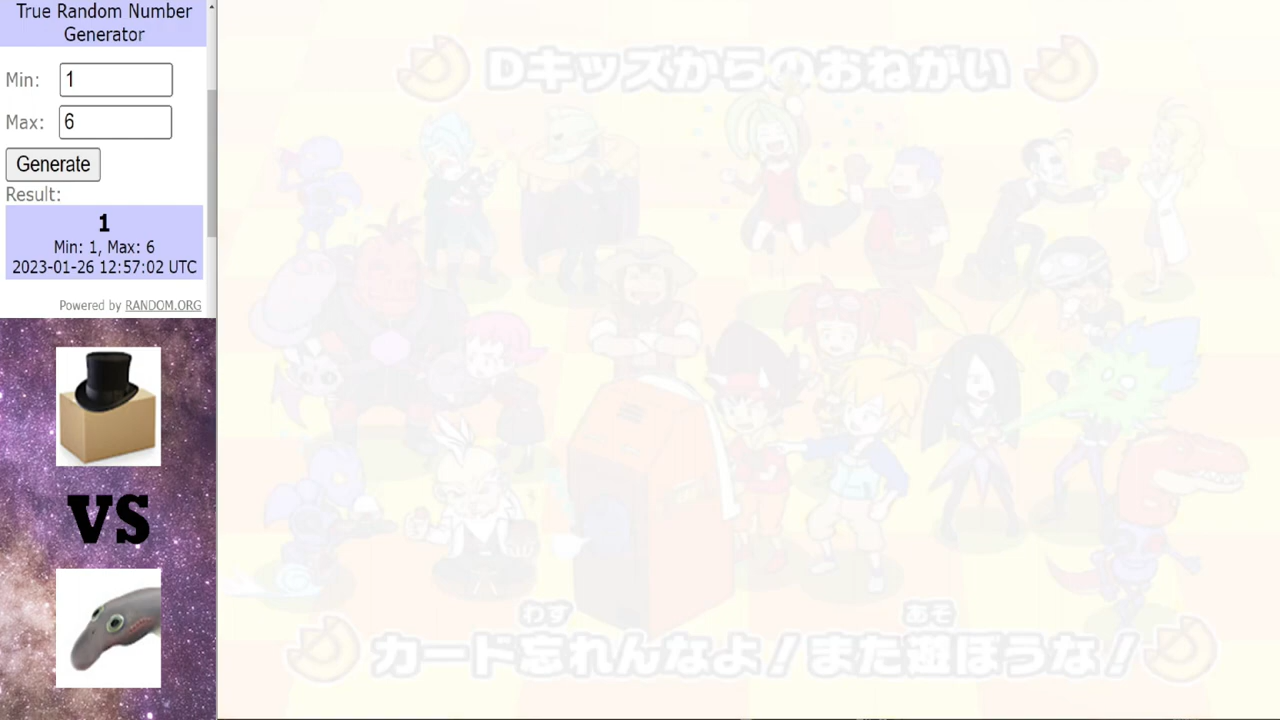 True Random Number
Generator
Min: 1
Max: 6
Generate
Result:
1
Min: 1, Max: 6
2023-01-26 12:57:02 UTC
Powered by RANDOM.ORG
VS
Dキッズからのおねがい
わす あそ
カード忘れんなよ！また遊ぼうな！